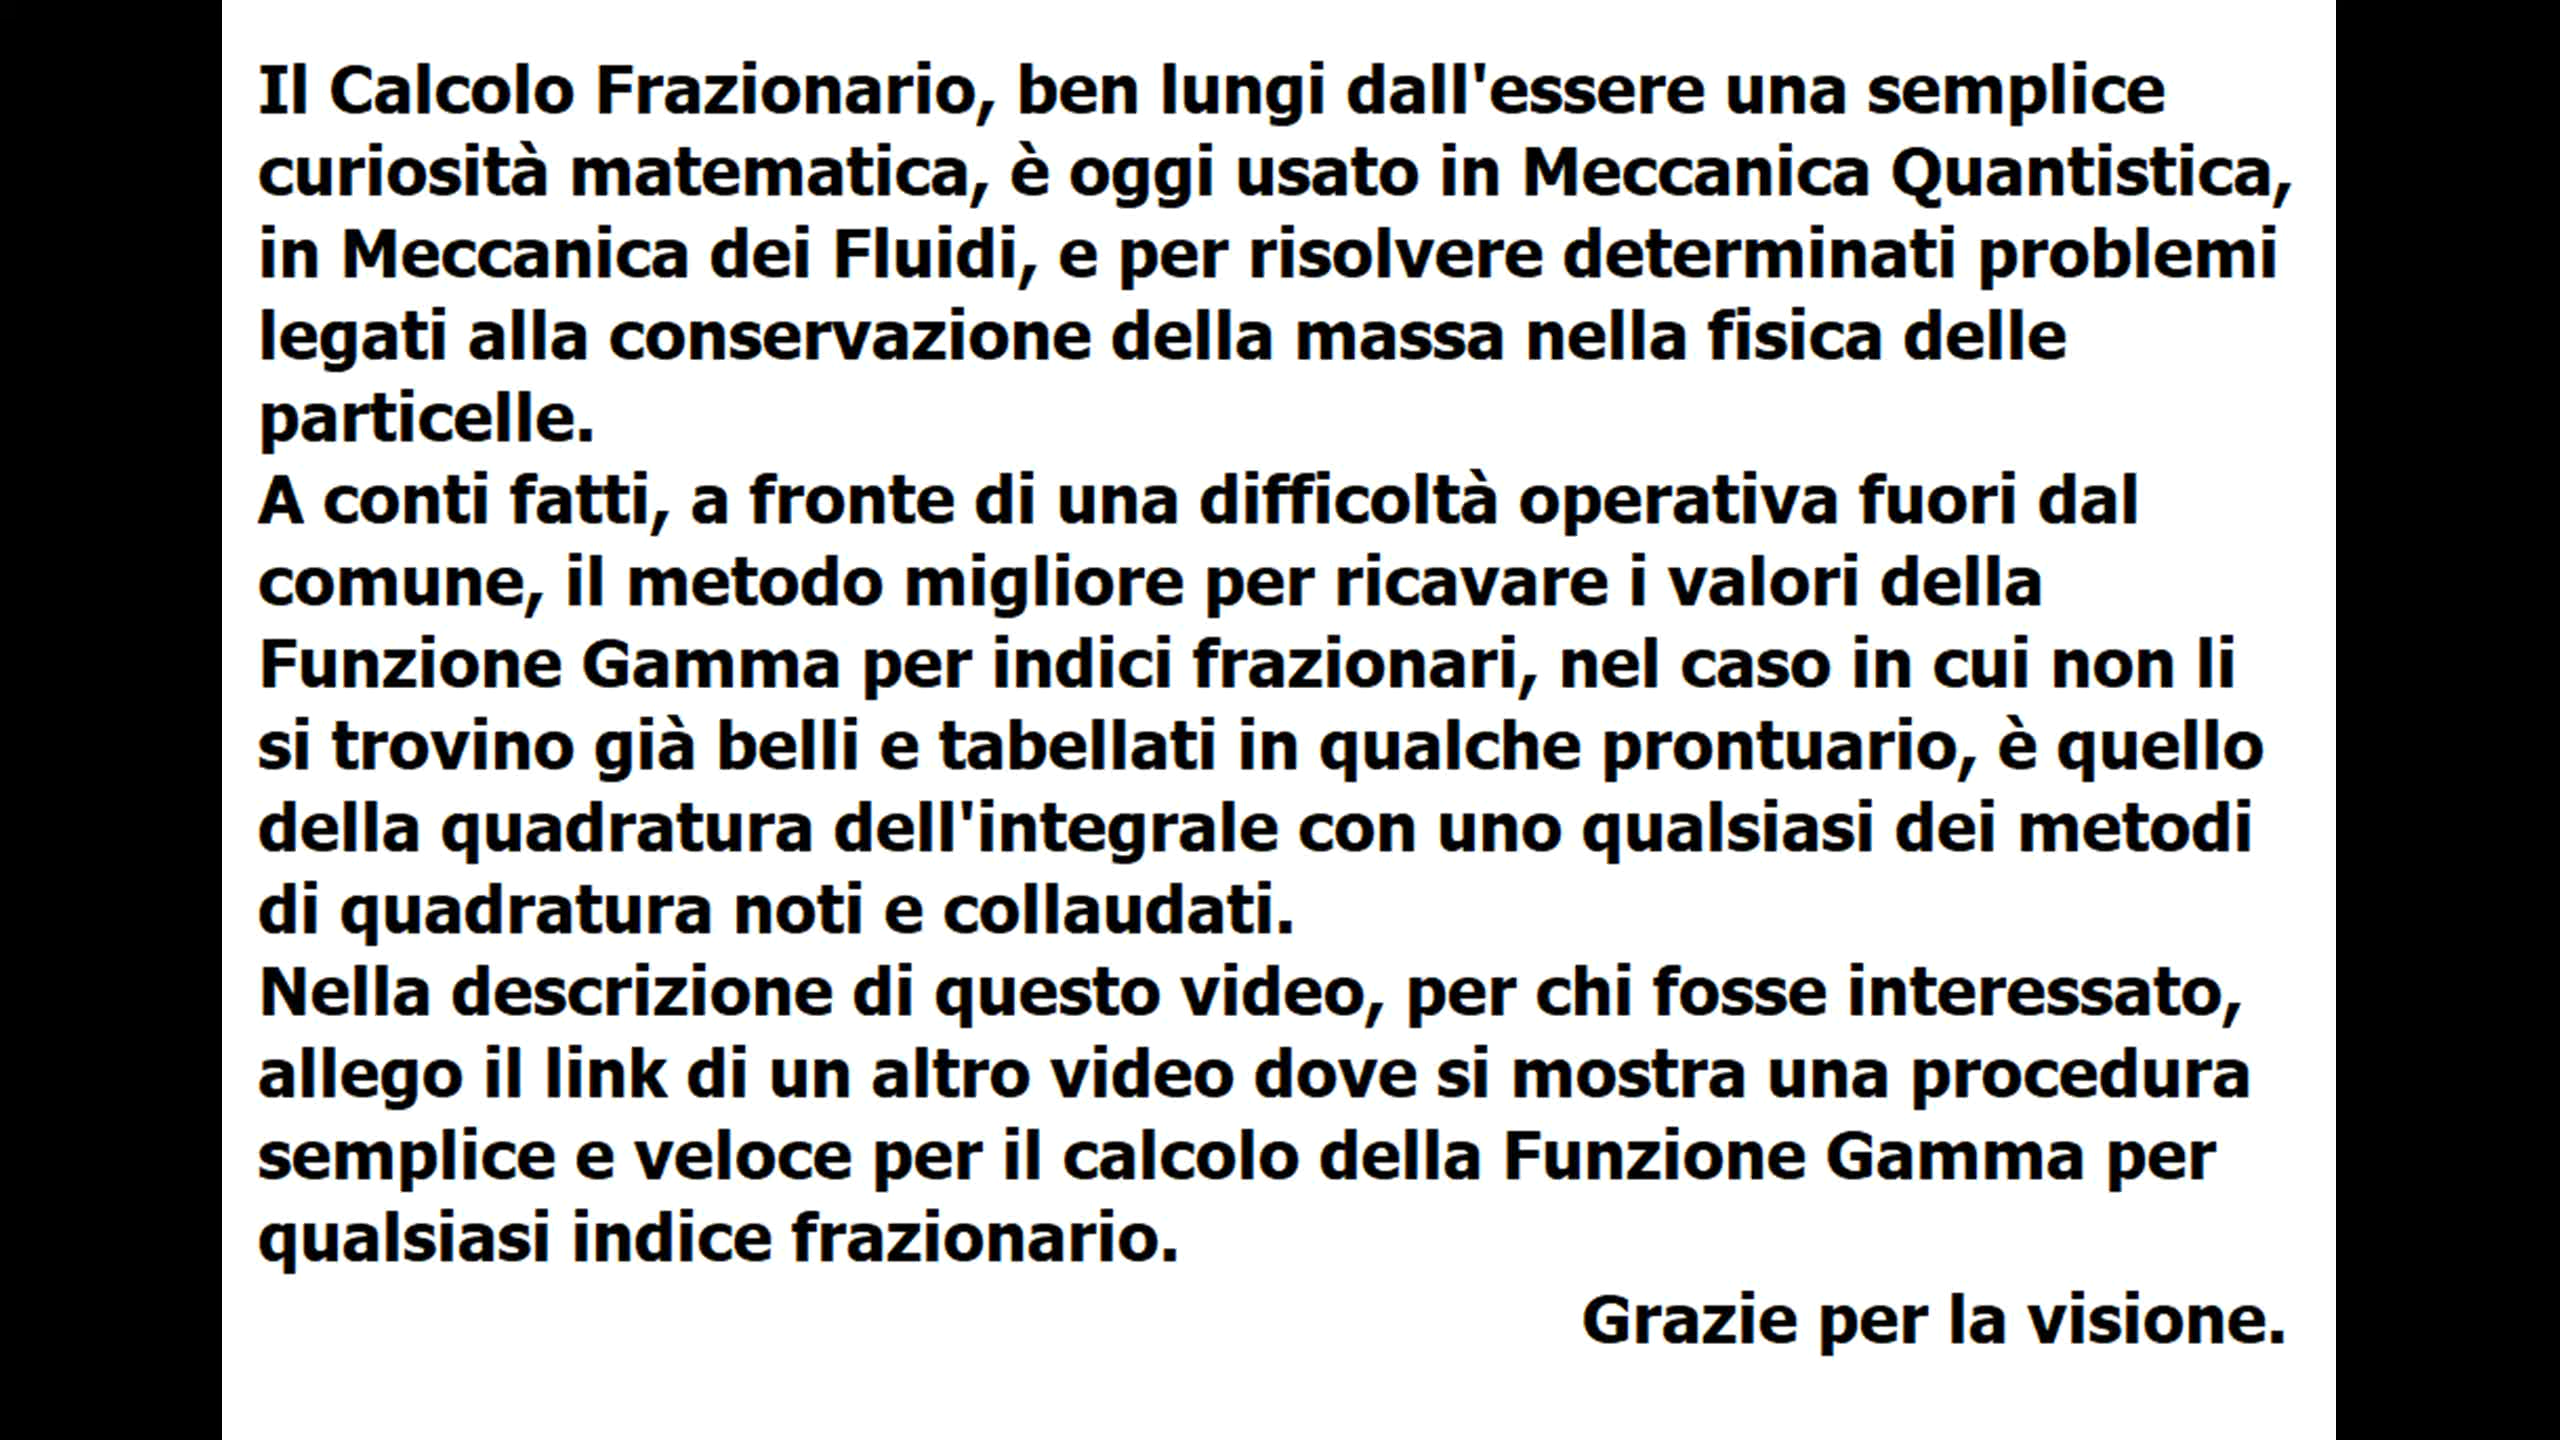 Il Calcolo Frazionario, ben lungi dall'essere una semplice
curiosità matematica, è oggi usato in Meccanica Quantistica,
in Meccanica dei Fluidi, e per risolvere determinati problemi
legati alla conservazione della massa nella fisica delle
particelle.
A conti fatti, a fronte di una difficoltà operativa fuori dal
comune, il metodo migliore per ricavare i valori della
Funzione Gamma per indici frazionari, nel caso in cui non li
si trovino già belli e tabellati in qualche prontuario, è quello
della quadratura dell'integrale con uno qualsiasi dei metodi
di quadratura noti e collaudati.
Nella descrizione di questo video, per chi fosse interessato,
allego il link di un altro video dove si mostra una procedura
semplice e veloce per il calcolo della Funzione Gamma per
qualsiasi indice frazionario.
Grazie per la visione.